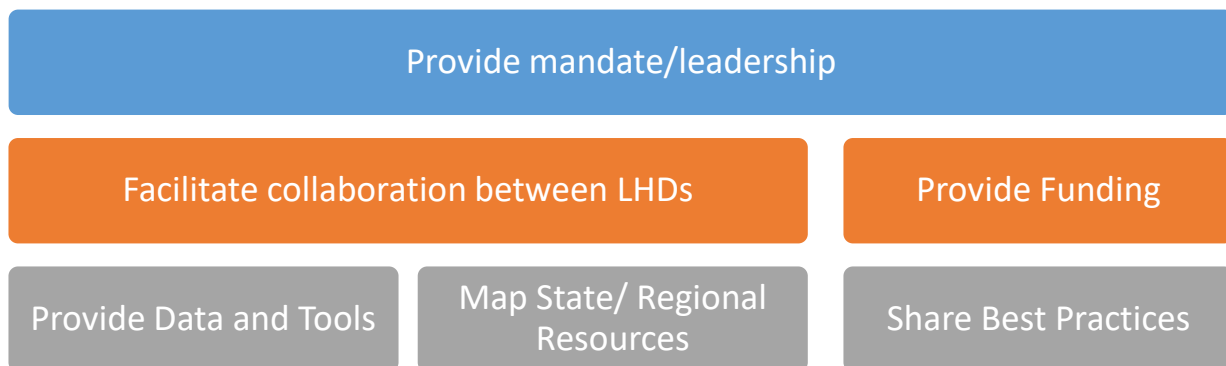 Provide mandate/leadership
Facilitate collaboration between LHDs
Provide Funding
Provide Data and Tools
Map State/ Regional
Resources
Share Best Practices